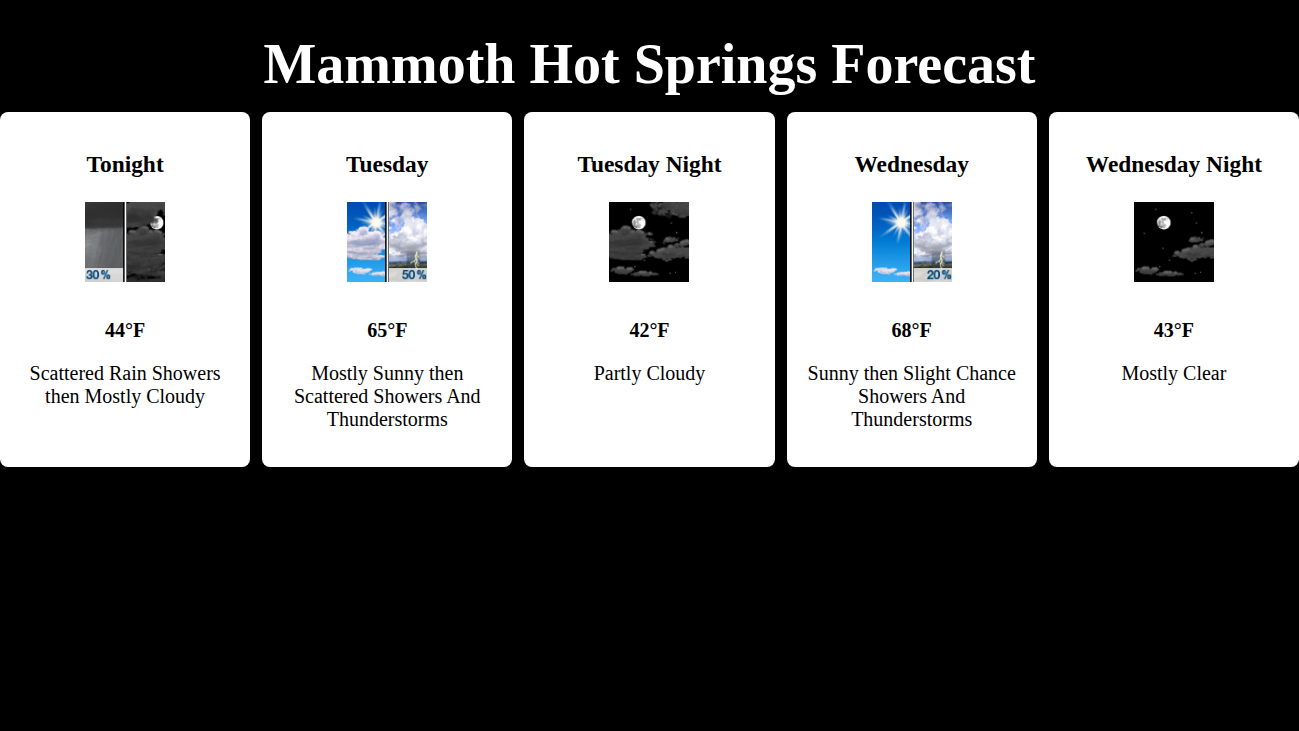 Mammoth Hot Springs Forecast
Tonight
30%
44°F
Scattered Rain Showers
then Mostly Cloudy
Tuesday
50%
65°F
Mostly Sunny then
Scattered Showers And
Thunderstorms
Tuesday Night
42°F
Partly Cloudy
Wednesday
20%
68°F
Sunny then Slight Chance
Showers And
Thunderstorms
Wednesday Night
43°F
Mostly Clear